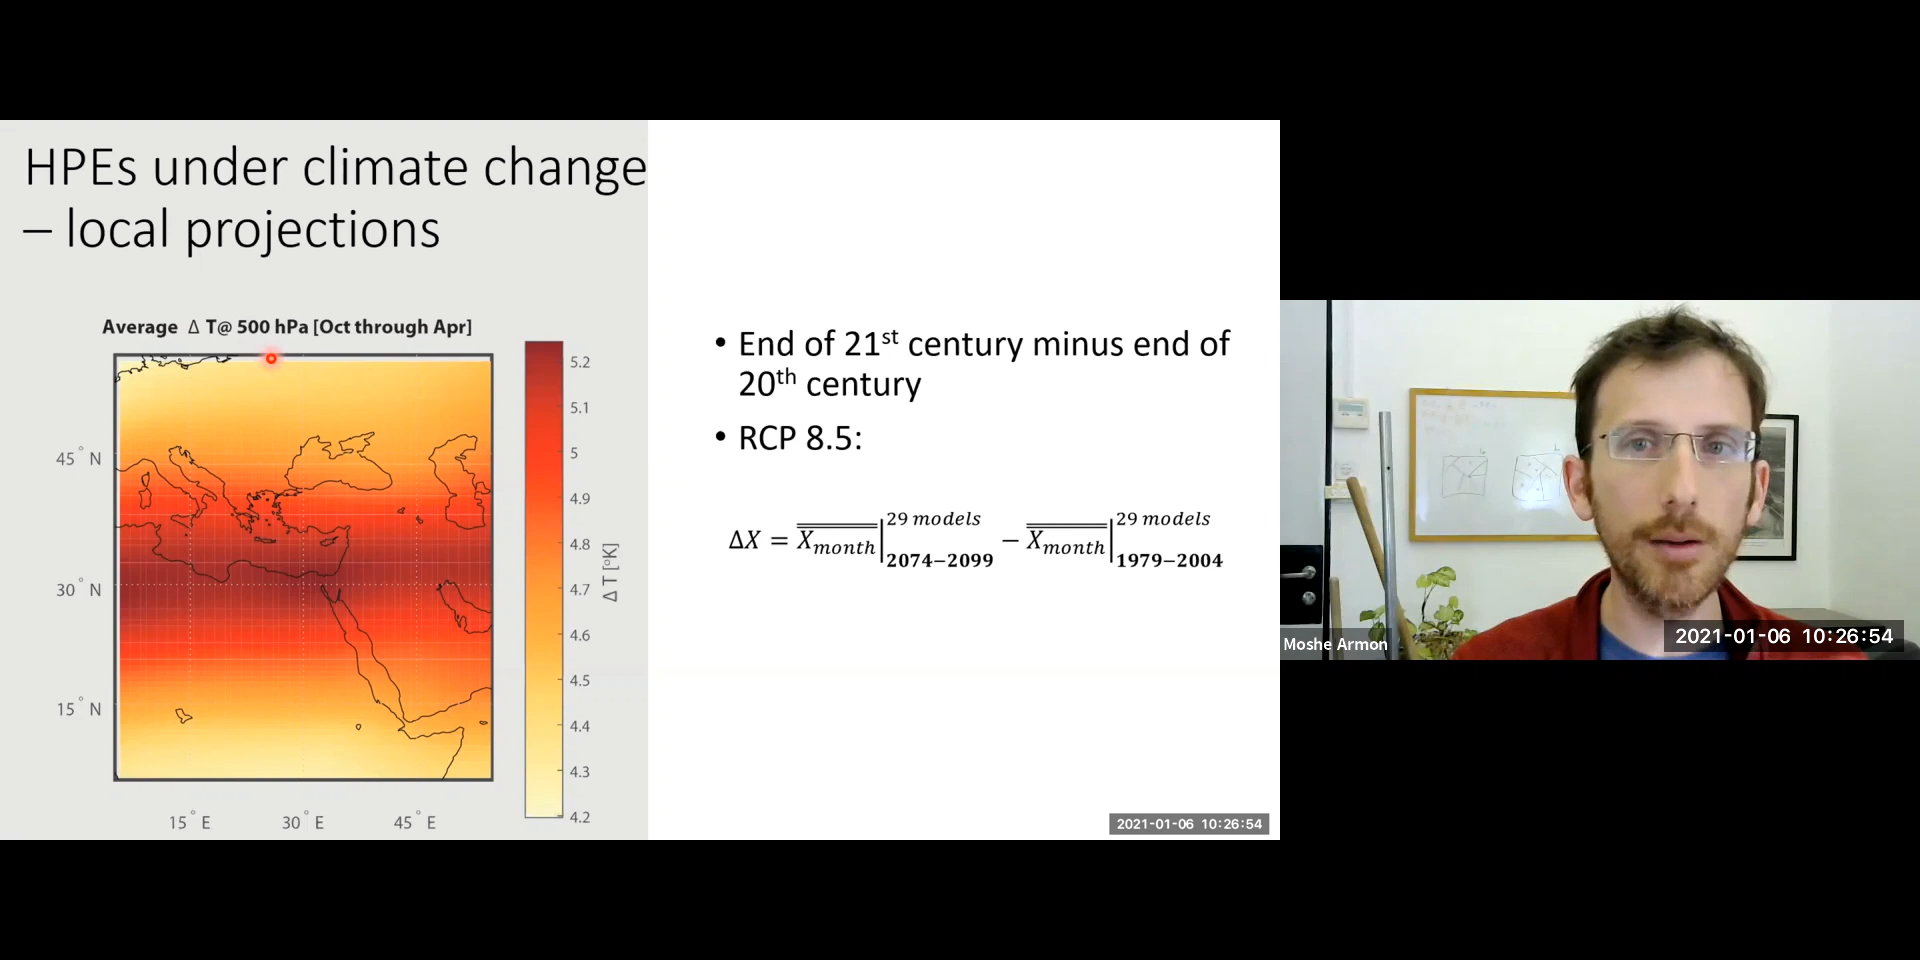 HPEs under climate change
– local projections
Average Δ T@ 500 hPa [Oct through Apr]
45° N
30° N
15° N
15° E
30° E
45° E
5.2
5.1
5
4.9
4.8
4.7
4.6
4.5
4.4
4.3
4.2
Δ T [°K]
• End of 21st century minus end of
20th century
• RCP 8.5:
ΔX = X̿month|29 models 2074−2099 − X̿month|29 models 1979−2004
2021-01-06 10:26:54
Moshe Armon
2021-01-06 10:26:54